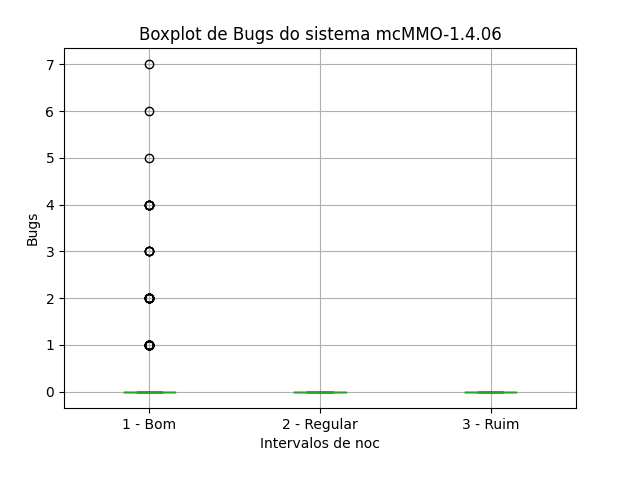 Boxplot de Bugs do sistema mcMMO-1.4.06
7
6
5
4
3
2
1
0
Bugs
1 - Bom
2 - Regular
3 - Ruim
Intervalos de noc